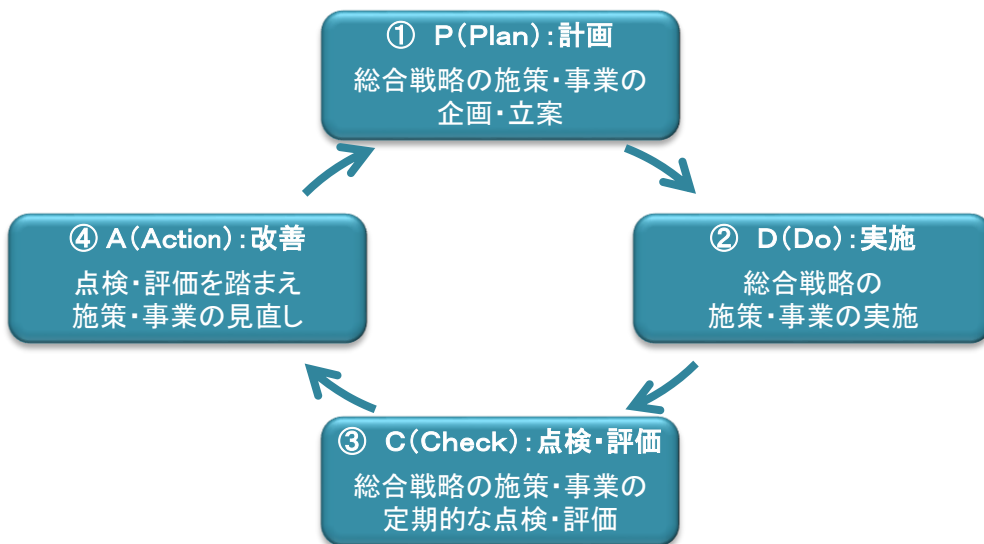 ① P(Plan):計画
総合戦略の施策・事業の
企画・立案
② D(Do):実施
総合戦略の
施策・事業の実施
③ C(Check):点検・評価
総合戦略の施策・事業の
定期的な点検・評価
④ A(Action):改善
点検・評価を踏まえ
施策・事業の見直し